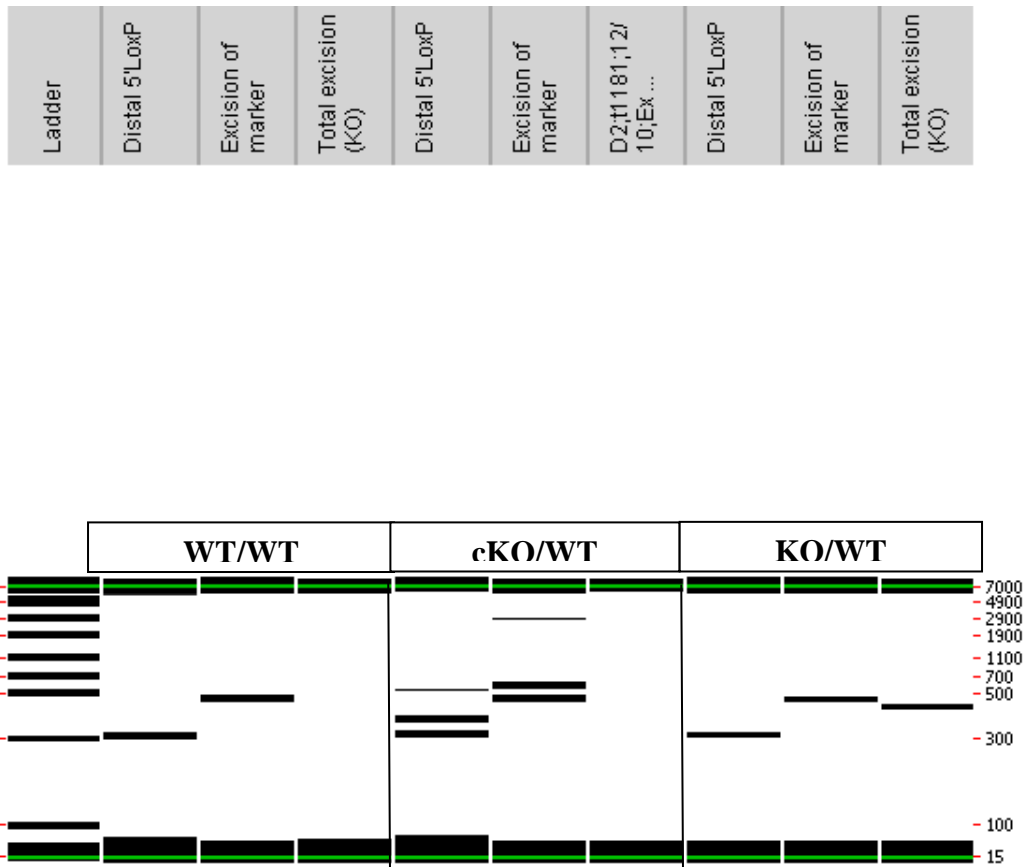 Ladder
Distal 5'LoxP
Excision of
marker
Total excision
(KO)
Distal 5'LoxP
Excision of
marker
D2;t1181;12/
10;Ex ...
Distal 5'LoxP
Excision of
marker
Total excision
(KO)
WT/WT
cKO/WT
KO/WT
7000
4900
2900
1900
1100
700
500
300
100
15